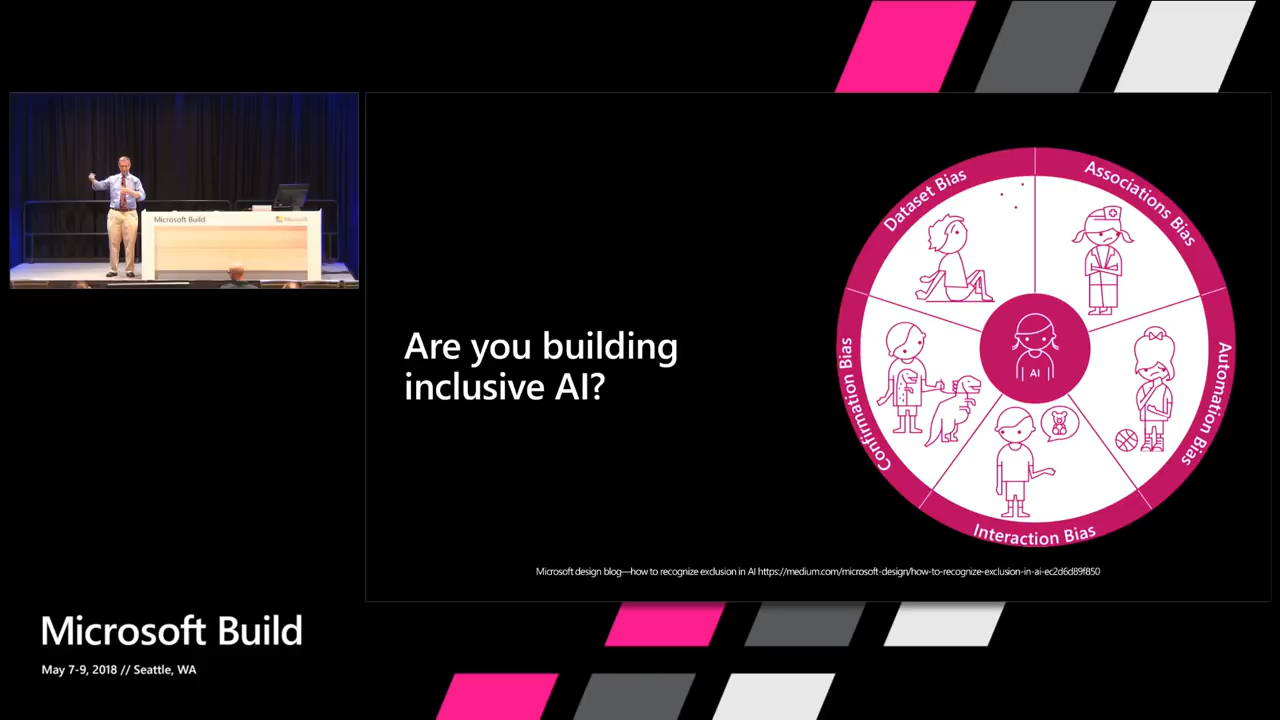 Microsoft Build
Microsoft
Are you building
inclusive AI?
Dataset Bias
Associations Bias
Automation Bias
Interaction Bias
Confirmation Bias
AI
Microsoft design blog—how to recognize exclusion in AI https://medium.com/microsoft-design/how-to-recognize-exclusion-in-ai-ec2d6d89f850
Microsoft Build
May 7-9, 2018 // Seattle, WA